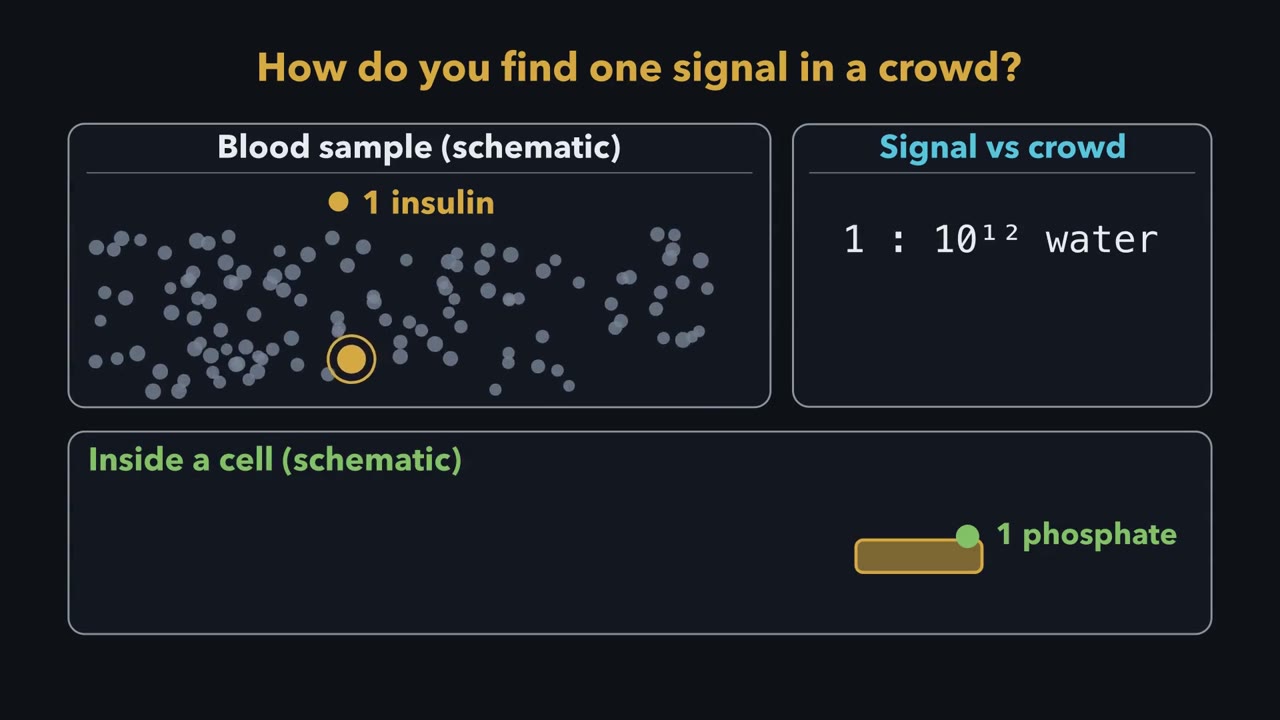 How do you find one signal in a crowd?
Blood sample (schematic)
1 insulin
Signal vs crowd
1 : 10¹² water
Inside a cell (schematic)
1 phosphate